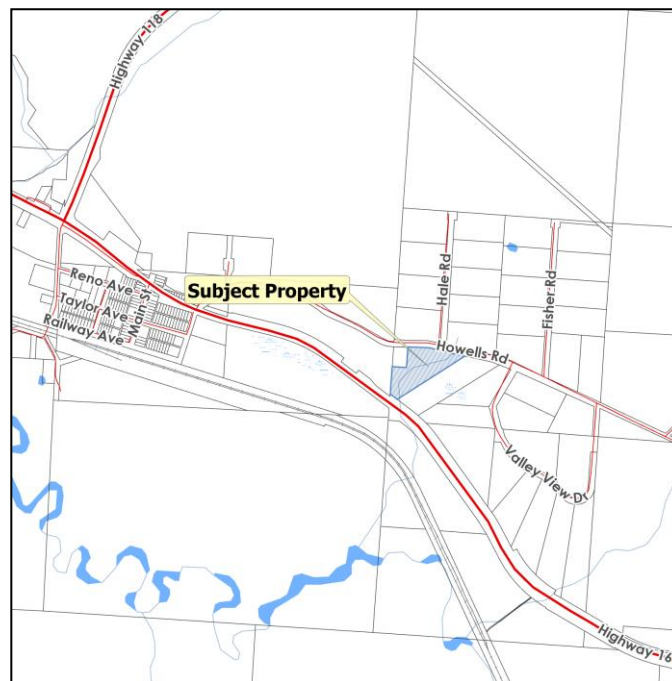 Highway 118
Reno Ave
Main St
Taylor Ave
Railway Ave
Subject Property
Hale Rd
Fisher Rd
Howells Rd
Valley View Dr
Highway 16